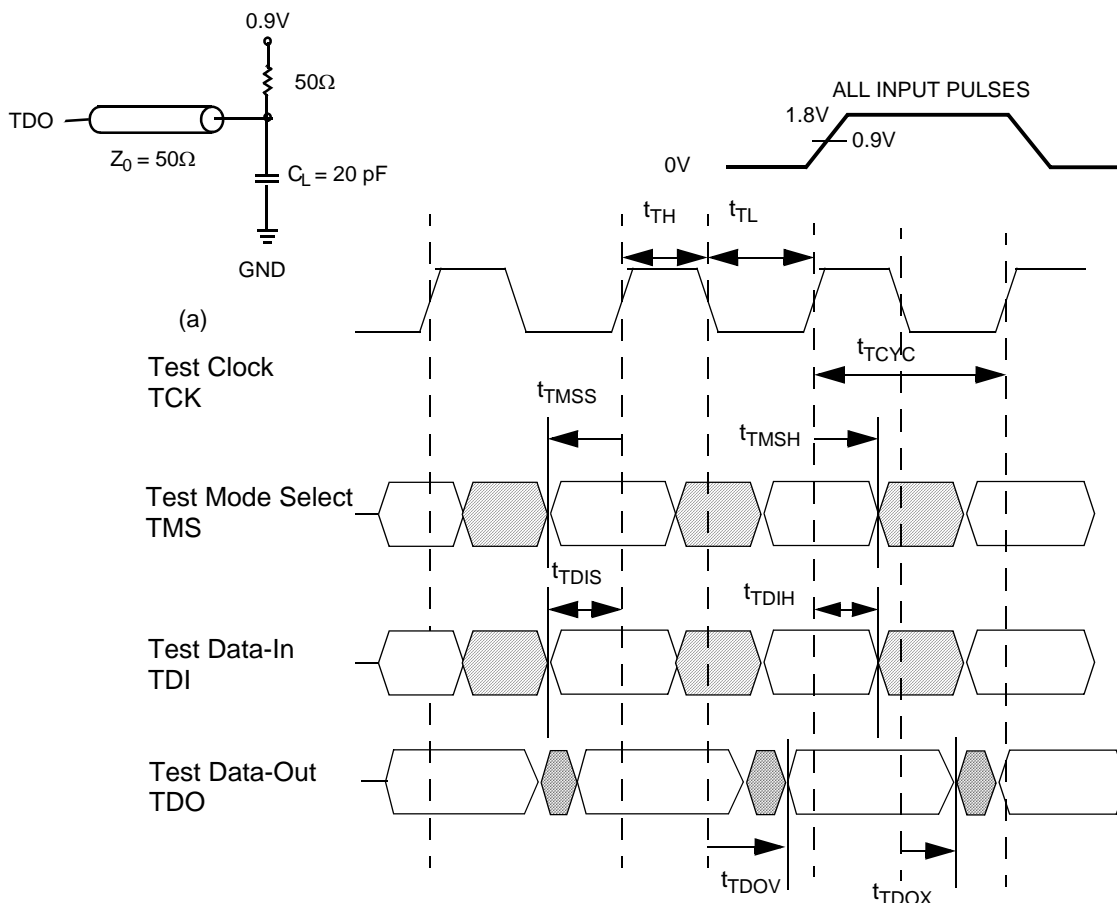 0.9V
50Ω
TDO
Z0 = 50Ω
CL = 20 pF
GND
(a)
ALL INPUT PULSES
1.8V
0.9V
0V
tTH
tTL
Test Clock
TCK
tTCYC
tTMSS
tTMSH
Test Mode Select
TMS
tTDIS
tTDIH
Test Data-In
TDI
Test Data-Out
TDO
tTDOV
tTDOX